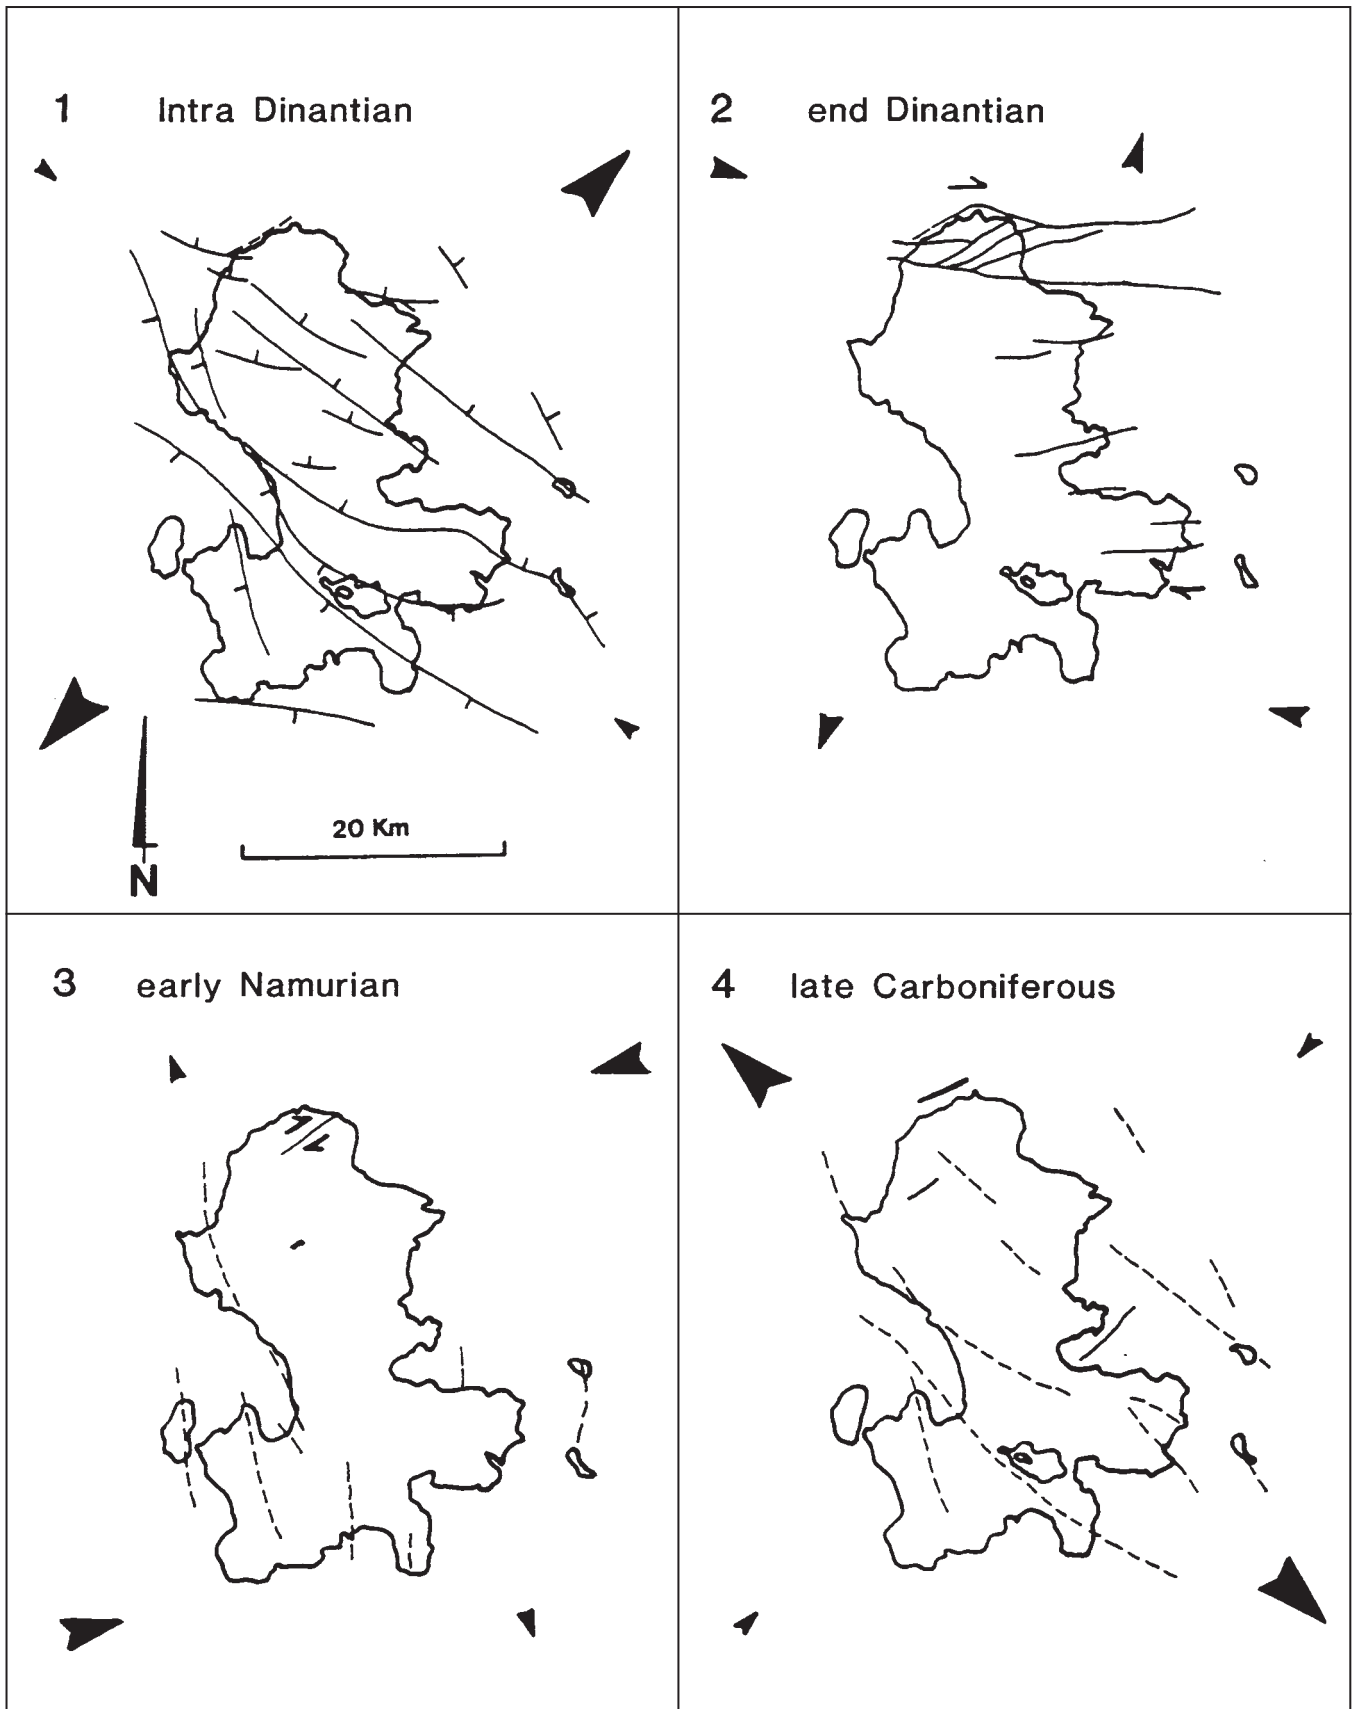 1 Intra Dinantian
2 end Dinantian
20 Km
N
3 early Namurian
4 late Carboniferous